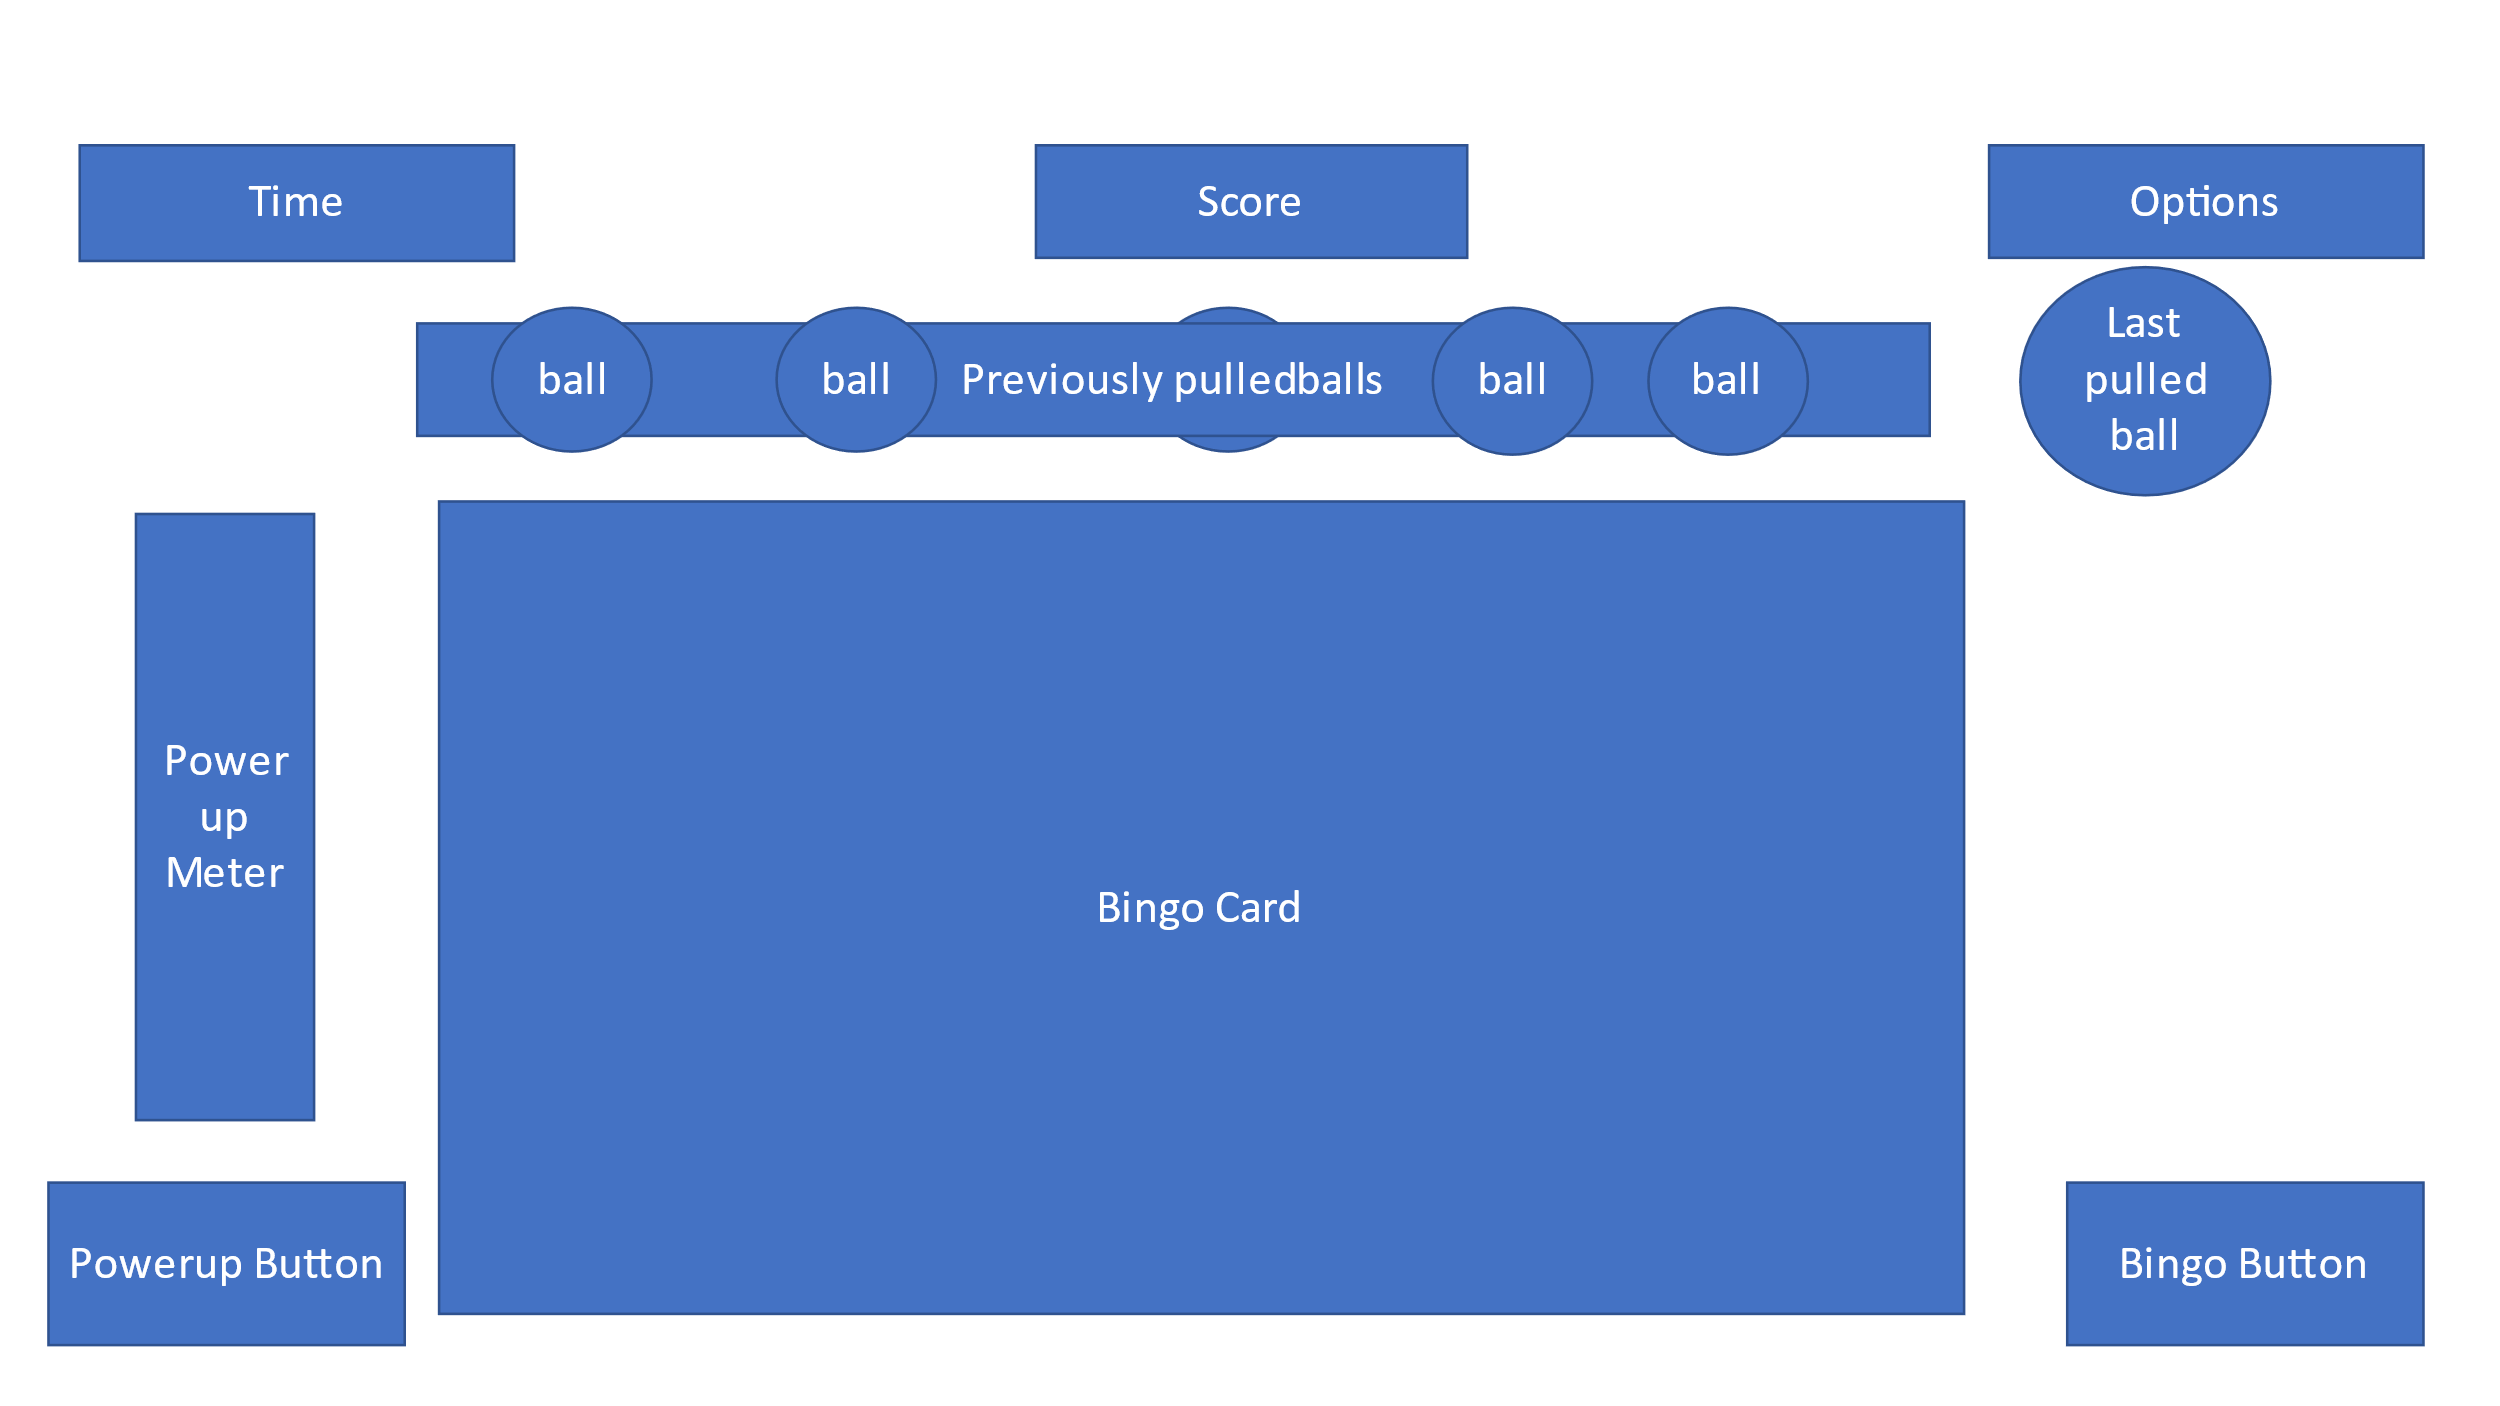 Time
Score
Options
ball
ball
Previously pulledballs
ball
ball
Last
pulled
ball
Power
up
Meter
Bingo Card
Powerup Button
Bingo Button